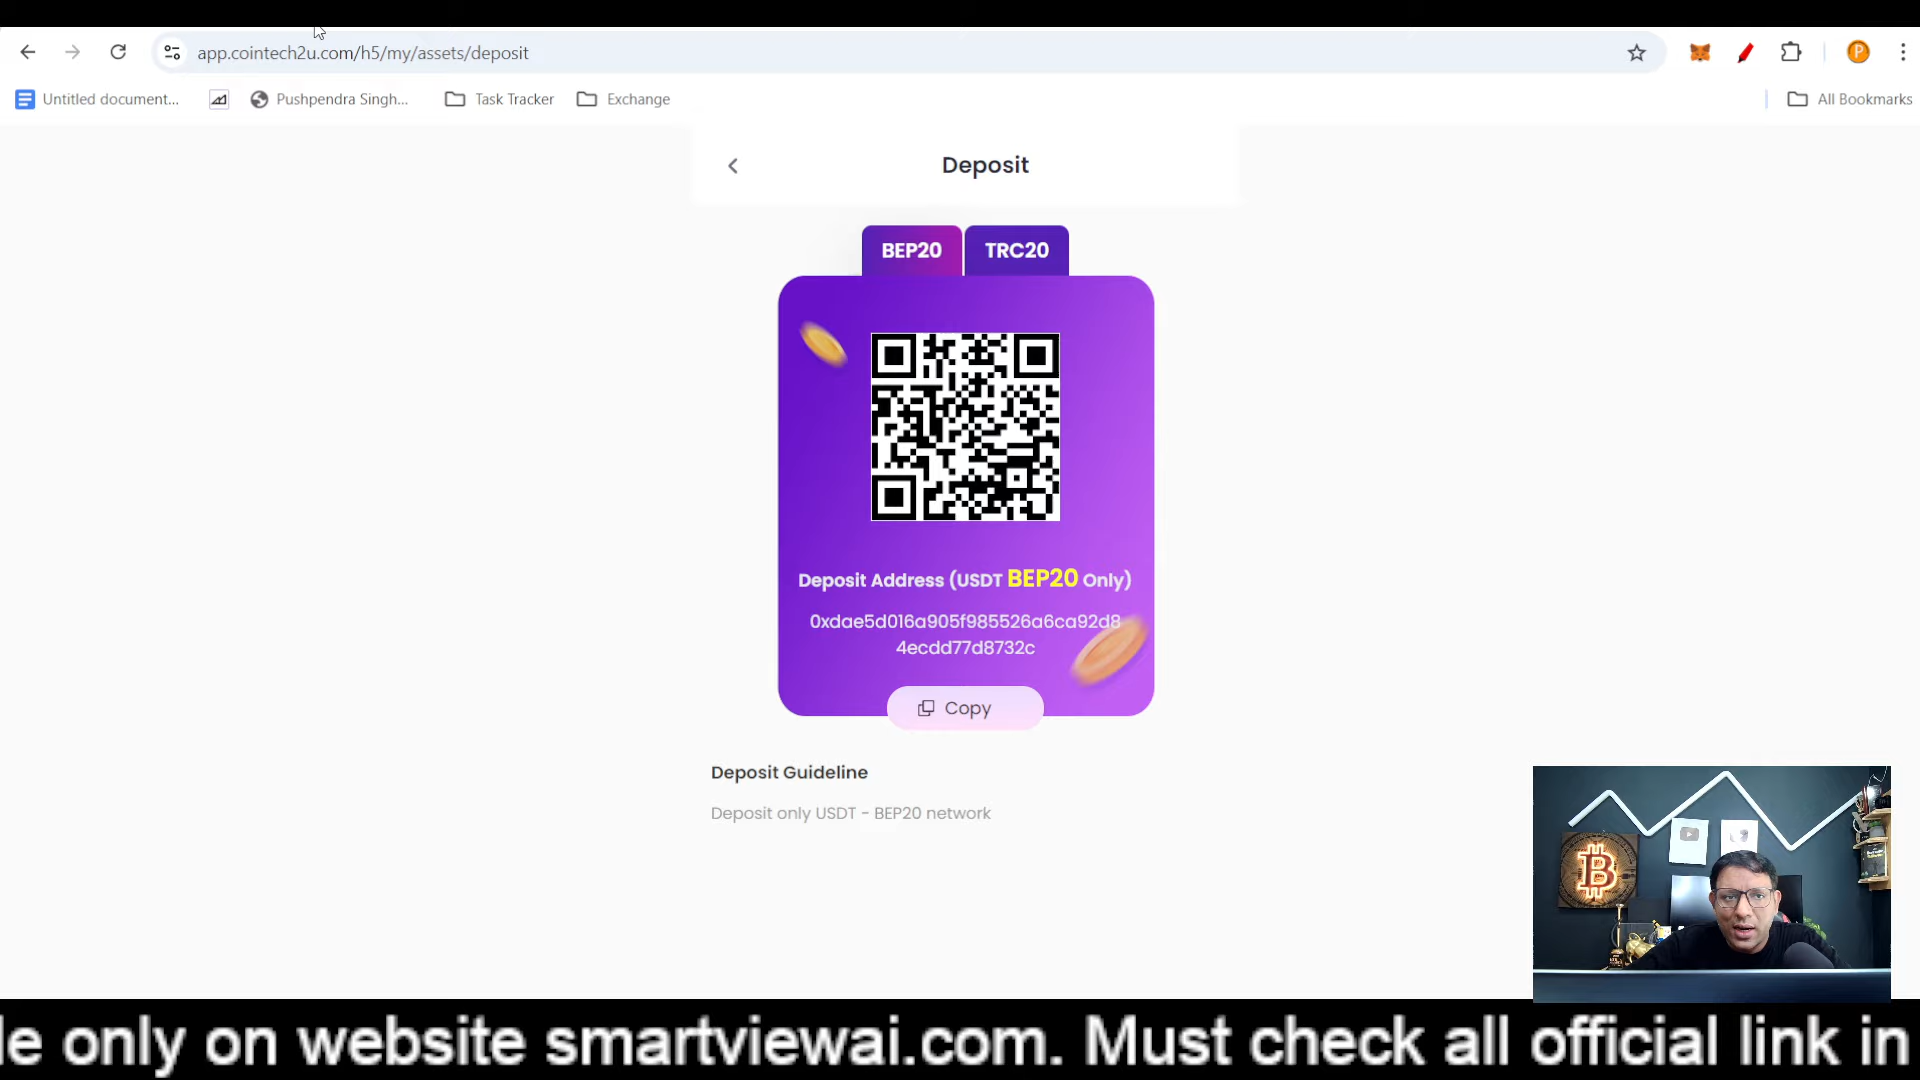 app.cointech2u.com/h5/my/assets/deposit
P
Untitled document...
Pushpendra Singh...
Task Tracker
Exchange
All Bookmarks
Deposit
BEP20
TRC20
Deposit Address (USDT BEP20 Only)
0xdae5d016a905f985526a6ca92d8
4ecdd77d8732c
Copy
Deposit Guideline
Deposit only USDT - BEP20 network
le only on website smartviewai.com. Must check all official link in